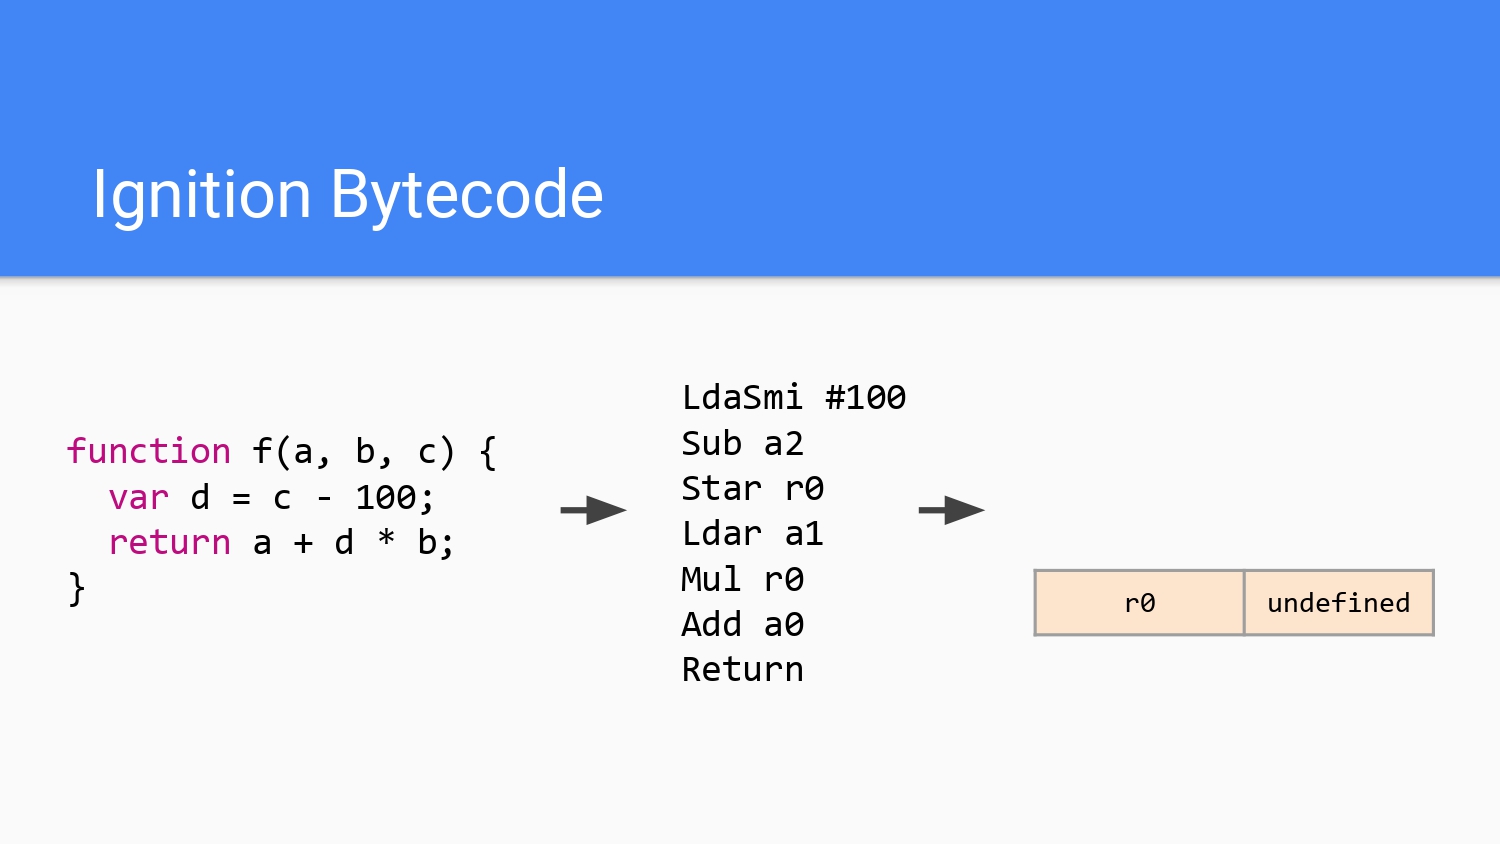 Ignition Bytecode
function f(a, b, c) {
  var d = c - 100;
  return a + d * b;
}
LdaSmi #100
Sub a2
Star r0
Ldar a1
Mul r0
Add a0
Return
r0 undefined